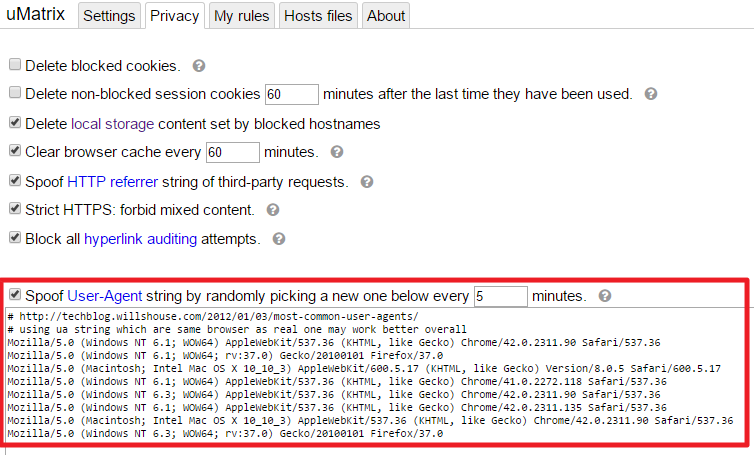 uMatrix Settings Privacy My rules Hosts files About
Delete blocked cookies. ?
Delete non-blocked session cookies 60 minutes after the last time they have been used. ?
Delete local storage content set by blocked hostnames
Clear browser cache every 60 minutes. ?
Spoof HTTP referrer string of third-party requests. ?
Strict HTTPS: forbid mixed content. ?
Block all hyperlink auditing attempts. ?
Spoof User-Agent string by randomly picking a new one below every 5 minutes. ?
# http://techblog.willshouse.com/2012/01/03/most-common-user-agents/
# using ua string which are same browser as real one may work better overall
Mozilla/5.0 (Windows NT 6.1; WOW64) AppleWebKit/537.36 (KHTML, like Gecko) Chrome/42.0.2311.90 Safari/537.36
Mozilla/5.0 (Windows NT 6.1; WOW64; rv:37.0) Gecko/20100101 Firefox/37.0
Mozilla/5.0 (Macintosh; Intel Mac OS X 10_10_3) AppleWebKit/600.5.17 (KHTML, like Gecko) Version/8.0.5 Safari/600.5.17
Mozilla/5.0 (Windows NT 6.1; WOW64) AppleWebKit/537.36 (KHTML, like Gecko) Chrome/41.0.2272.118 Safari/537.36
Mozilla/5.0 (Windows NT 6.3; WOW64) AppleWebKit/537.36 (KHTML, like Gecko) Chrome/42.0.2311.90 Safari/537.36
Mozilla/5.0 (Windows NT 6.1; WOW64) AppleWebKit/537.36 (KHTML, like Gecko) Chrome/42.0.2311.135 Safari/537.36
Mozilla/5.0 (Macintosh; Intel Mac OS X 10_10_3) AppleWebKit/537.36 (KHTML, like Gecko) Chrome/42.0.2311.90 Safari/537.36
Mozilla/5.0 (Windows NT 6.3; WOW64; rv:37.0) Gecko/20100101 Firefox/37.0